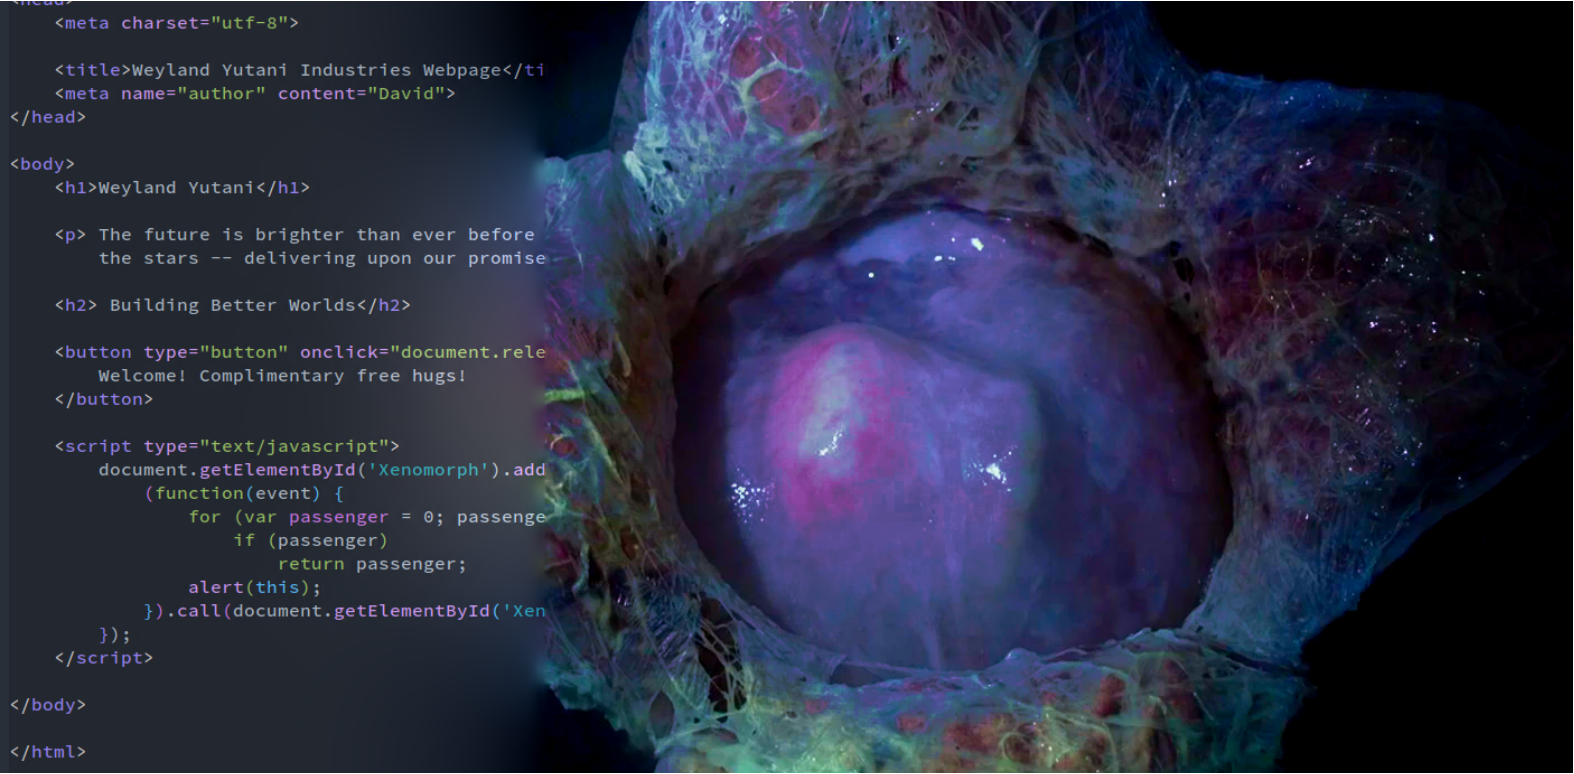 <head>
<meta charset="utf-8">
<title>Weyland Yutani Industries Webpage</ti
<meta name="author" content="David">
</head>
<body>
<h1>Weyland Yutani</h1>
<p> The future is brighter than ever before
the stars -- delivering upon our promise
<h2> Building Better Worlds</h2>
<button type="button" onclick="document.rele
Welcome! Complimentary free hugs!
</button>
<script type="text/javascript">
document.getElementById('Xenomorph').add
(function(event) {
for (var passenger = 0; passenge
if (passenger)
return passenger;
alert(this);
}).call(document.getElementById('Xen
});
</script>
</body>
</html>